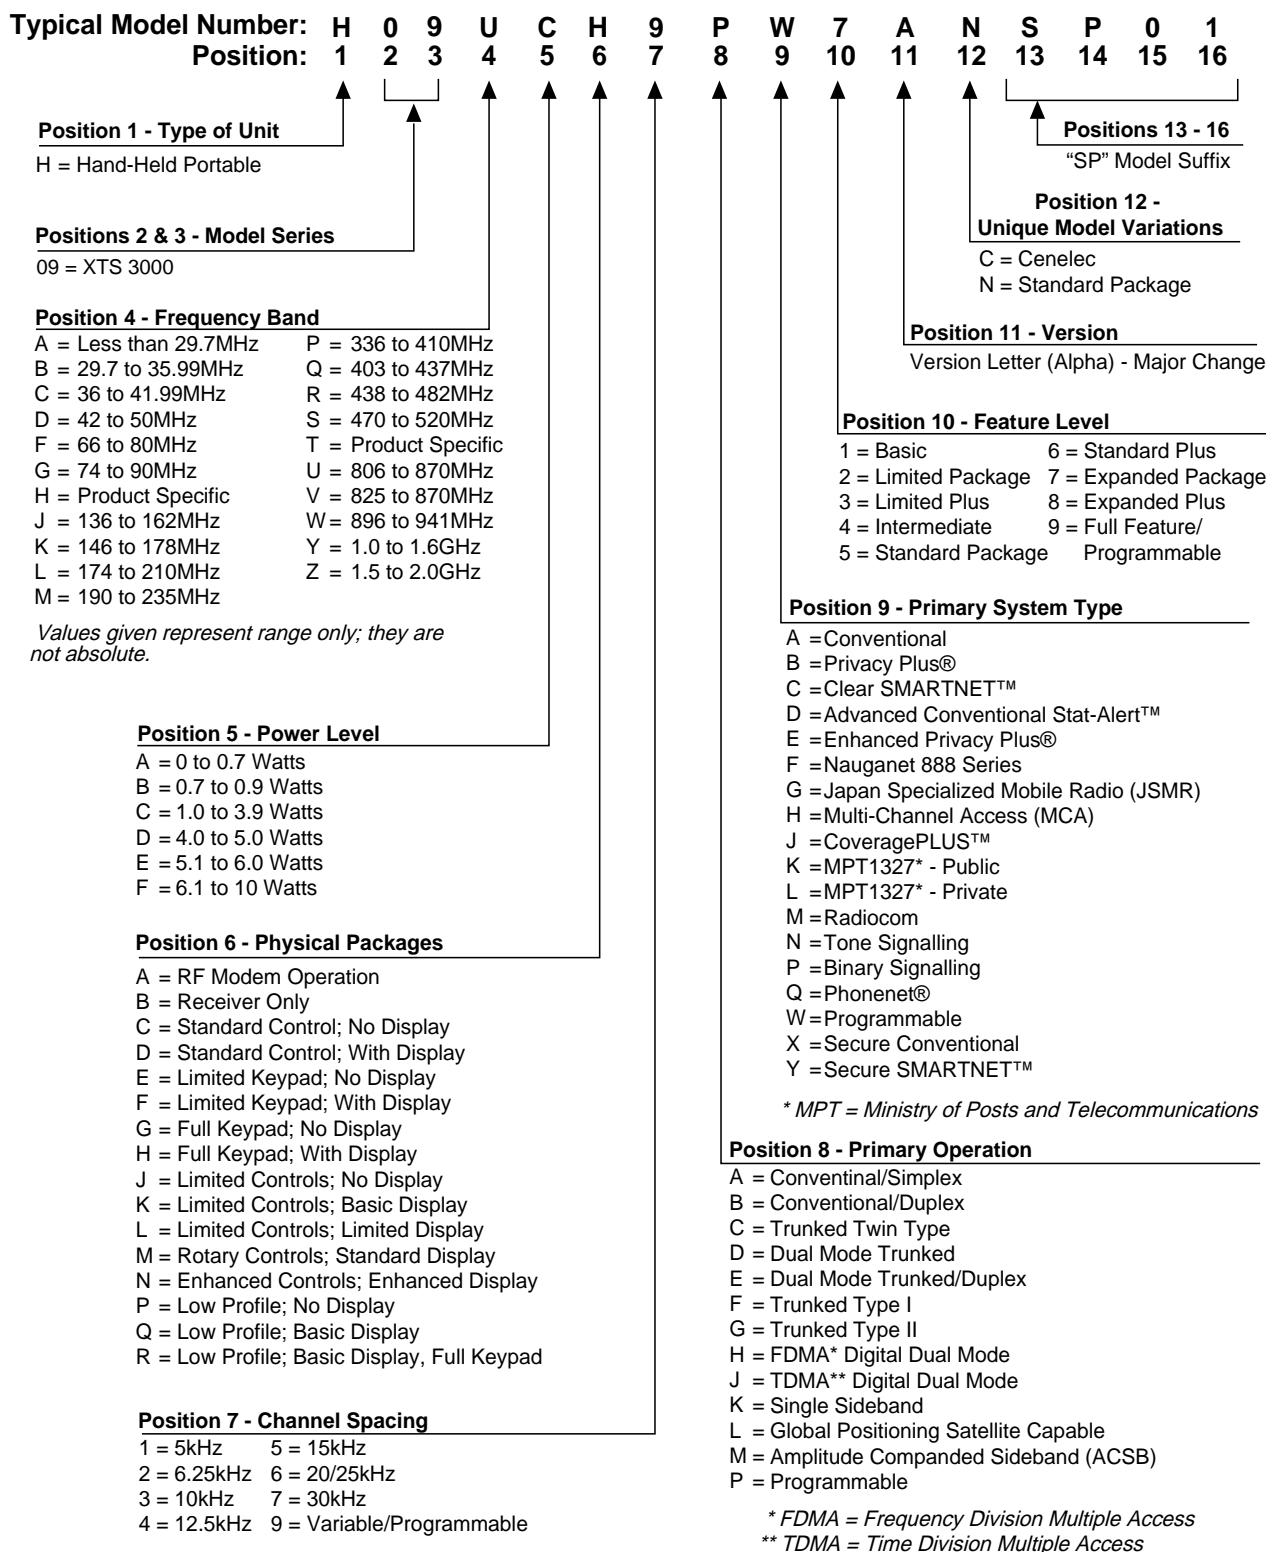 Typical Model Number: H 0 9 U C H 9 P W 7 A N S P 0 1
Position: 1 2 3 4 5 6 7 8 9 10 11 12 13 14 15 16
Position 1 - Type of Unit
H = Hand-Held Portable
Positions 2 & 3 - Model Series
09 = XTS 3000
Position 4 - Frequency Band
A = Less than 29.7MHz
B = 29.7 to 35.99MHz
C = 36 to 41.99MHz
D = 42 to 50MHz
F = 66 to 80MHz
G = 74 to 90MHz
H = Product Specific
J = 136 to 162MHz
K = 146 to 178MHz
L = 174 to 210MHz
M = 190 to 235MHz
P = 336 to 410MHz
Q = 403 to 437MHz
R = 438 to 482MHz
S = 470 to 520MHz
T = Product Specific
U = 806 to 870MHz
V = 825 to 870MHz
W = 896 to 941MHz
Y = 1.0 to 1.6GHz
Z = 1.5 to 2.0GHz
Values given represent range only; they are
not absolute.
Position 5 - Power Level
A = 0 to 0.7 Watts
B = 0.7 to 0.9 Watts
C = 1.0 to 3.9 Watts
D = 4.0 to 5.0 Watts
E = 5.1 to 6.0 Watts
F = 6.1 to 10 Watts
Position 6 - Physical Packages
A = RF Modem Operation
B = Receiver Only
C = Standard Control; No Display
D = Standard Control; With Display
E = Limited Keypad; No Display
F = Limited Keypad; With Display
G = Full Keypad; No Display
H = Full Keypad; With Display
J = Limited Controls; No Display
K = Limited Controls; Basic Display
L = Limited Controls; Limited Display
M = Rotary Controls; Standard Display
N = Enhanced Controls; Enhanced Display
P = Low Profile; No Display
Q = Low Profile; Basic Display
R = Low Profile; Basic Display, Full Keypad
Position 7 - Channel Spacing
1 = 5kHz
2 = 6.25kHz
3 = 10kHz
4 = 12.5kHz
5 = 15kHz
6 = 20/25kHz
7 = 30kHz
9 = Variable/Programmable
Positions 13 - 16
“SP” Model Suffix
Position 12 -
Unique Model Variations
C = Cenelec
N = Standard Package
Position 11 - Version
Version Letter (Alpha) - Major Change
Position 10 - Feature Level
1 = Basic
2 = Limited Package
3 = Limited Plus
4 = Intermediate
5 = Standard Package
6 = Standard Plus
7 = Expanded Package
8 = Expanded Plus
9 = Full Feature/
Programmable
Position 9 - Primary System Type
A =Conventional
B =Privacy Plus®
C =Clear SMARTNET™
D =Advanced Conventional Stat-Alert™
E =Enhanced Privacy Plus®
F =Nauganet 888 Series
G =Japan Specialized Mobile Radio (JSMR)
H =Multi-Channel Access (MCA)
J =CoveragePLUS™
K =MPT1327* - Public
L =MPT1327* - Private
M =Radiocom
N =Tone Signalling
P =Binary Signalling
Q =Phonenet®
W =Programmable
X =Secure Conventional
Y =Secure SMARTNET™
* MPT = Ministry of Posts and Telecommunications
Position 8 - Primary Operation
A = Conventinal/Simplex
B = Conventional/Duplex
C = Trunked Twin Type
D = Dual Mode Trunked
E = Dual Mode Trunked/Duplex
F = Trunked Type I
G = Trunked Type II
H = FDMA* Digital Dual Mode
J = TDMA** Digital Dual Mode
K = Single Sideband
L = Global Positioning Satellite Capable
M = Amplitude Companded Sideband (ACSB)
P = Programmable
* FDMA = Frequency Division Multiple Access
** TDMA = Time Division Multiple Access